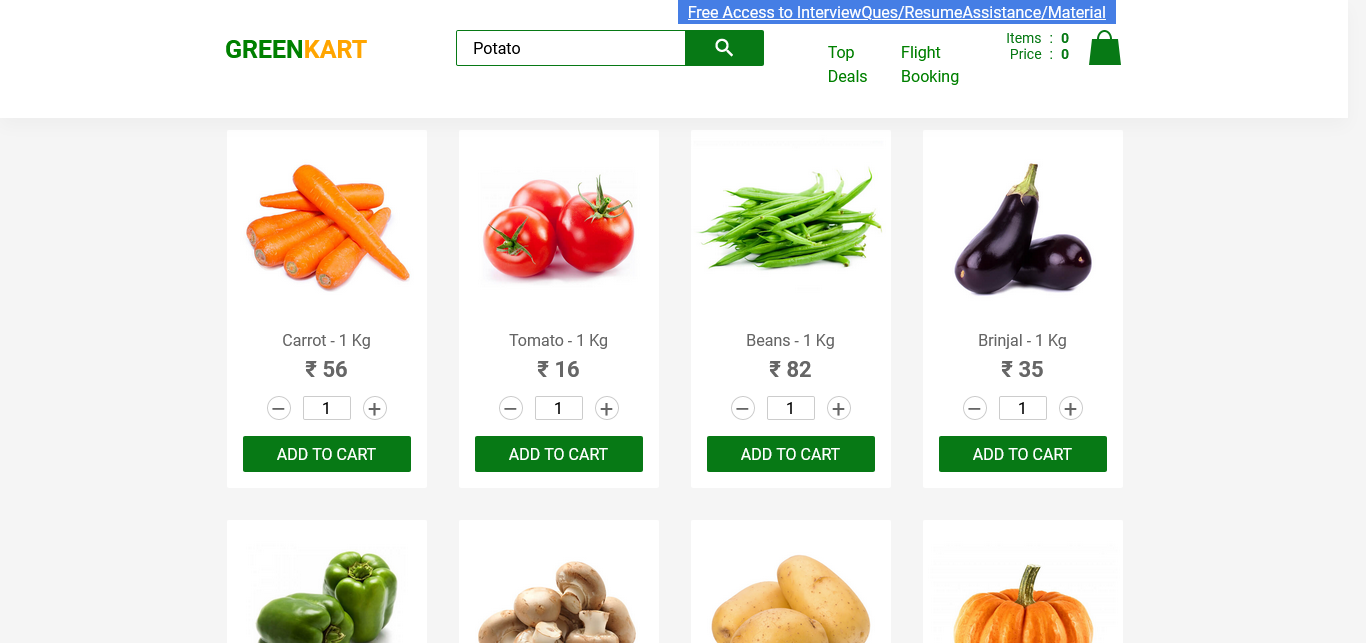 Free Access to InterviewQues/ResumeAssistance/Material
GREENKART
Potato
Top Deals
Flight Booking
Items : 0
Price : 0
Carrot - 1 Kg
₹ 56
1
ADD TO CART
Tomato - 1 Kg
₹ 16
1
ADD TO CART
Beans - 1 Kg
₹ 82
1
ADD TO CART
Brinjal - 1 Kg
₹ 35
1
ADD TO CART